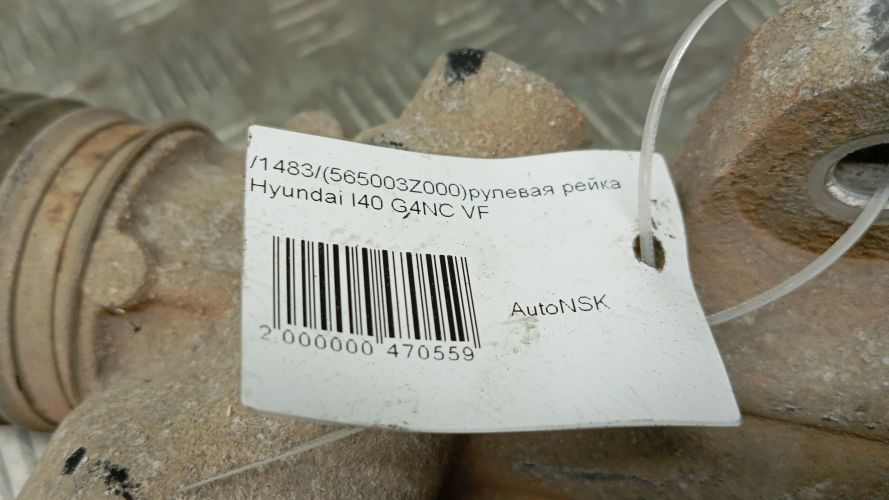 /1483/(565003Z000)рулевая рейка
Hyundai I40 G4NC VF
AutoNSK
2 000000 470559